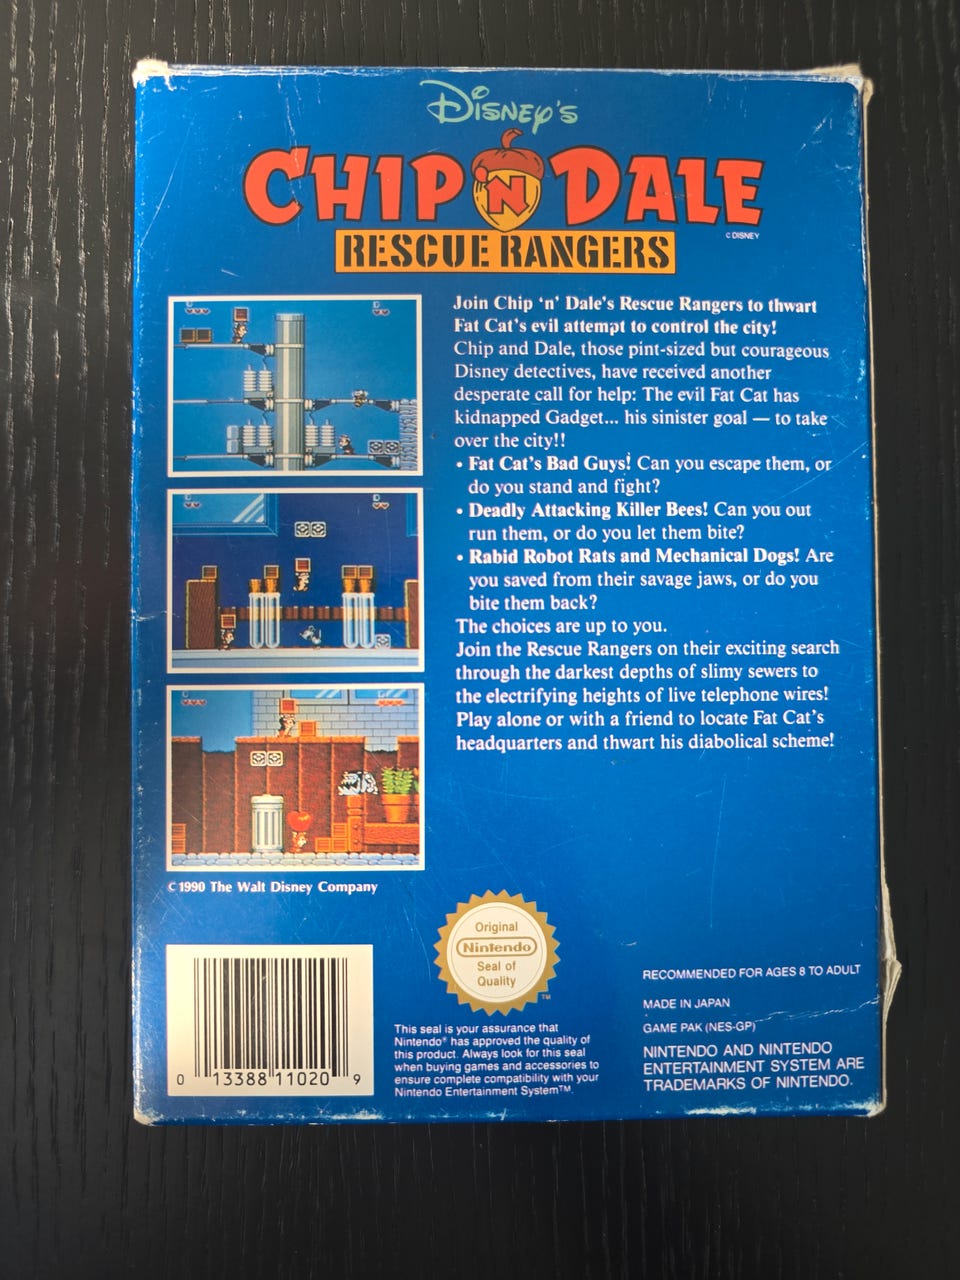 DISNEY'S
CHIP 'N DALE
© DISNEY
RESCUE RANGERS
Join Chip 'n' Dale's Rescue Rangers to thwart
Fat Cat's evil attempt to control the city!
Chip and Dale, those pint-sized but courageous
Disney detectives, have received another
desperate call for help: The evil Fat Cat has
kidnapped Gadget... his sinister goal — to take
over the city!!
• Fat Cat's Bad Guys! Can you escape them, or
do you stand and fight?
• Deadly Attacking Killer Bees! Can you out
run them, or do you let them bite?
• Rabid Robot Rats and Mechanical Dogs! Are
you saved from their savage jaws, or do you
bite them back?
The choices are up to you.
Join the Rescue Rangers on their exciting search
through the darkest depths of slimy sewers to
the electrifying heights of live telephone wires!
Play alone or with a friend to locate Fat Cat's
headquarters and thwart his diabolical scheme!
© 1990 The Walt Disney Company
0 13388 11020 9
Original
Nintendo
Seal of
Quality
TM
This seal is your assurance that
Nintendo® has approved the quality of
this product. Always look for this seal
when buying games and accessories to
ensure complete compatibility with your
Nintendo Entertainment System™.
RECOMMENDED FOR AGES 8 TO ADULT
MADE IN JAPAN
GAME PAK (NES-GP)
NINTENDO AND NINTENDO
ENTERTAINMENT SYSTEM ARE
TRADEMARKS OF NINTENDO.